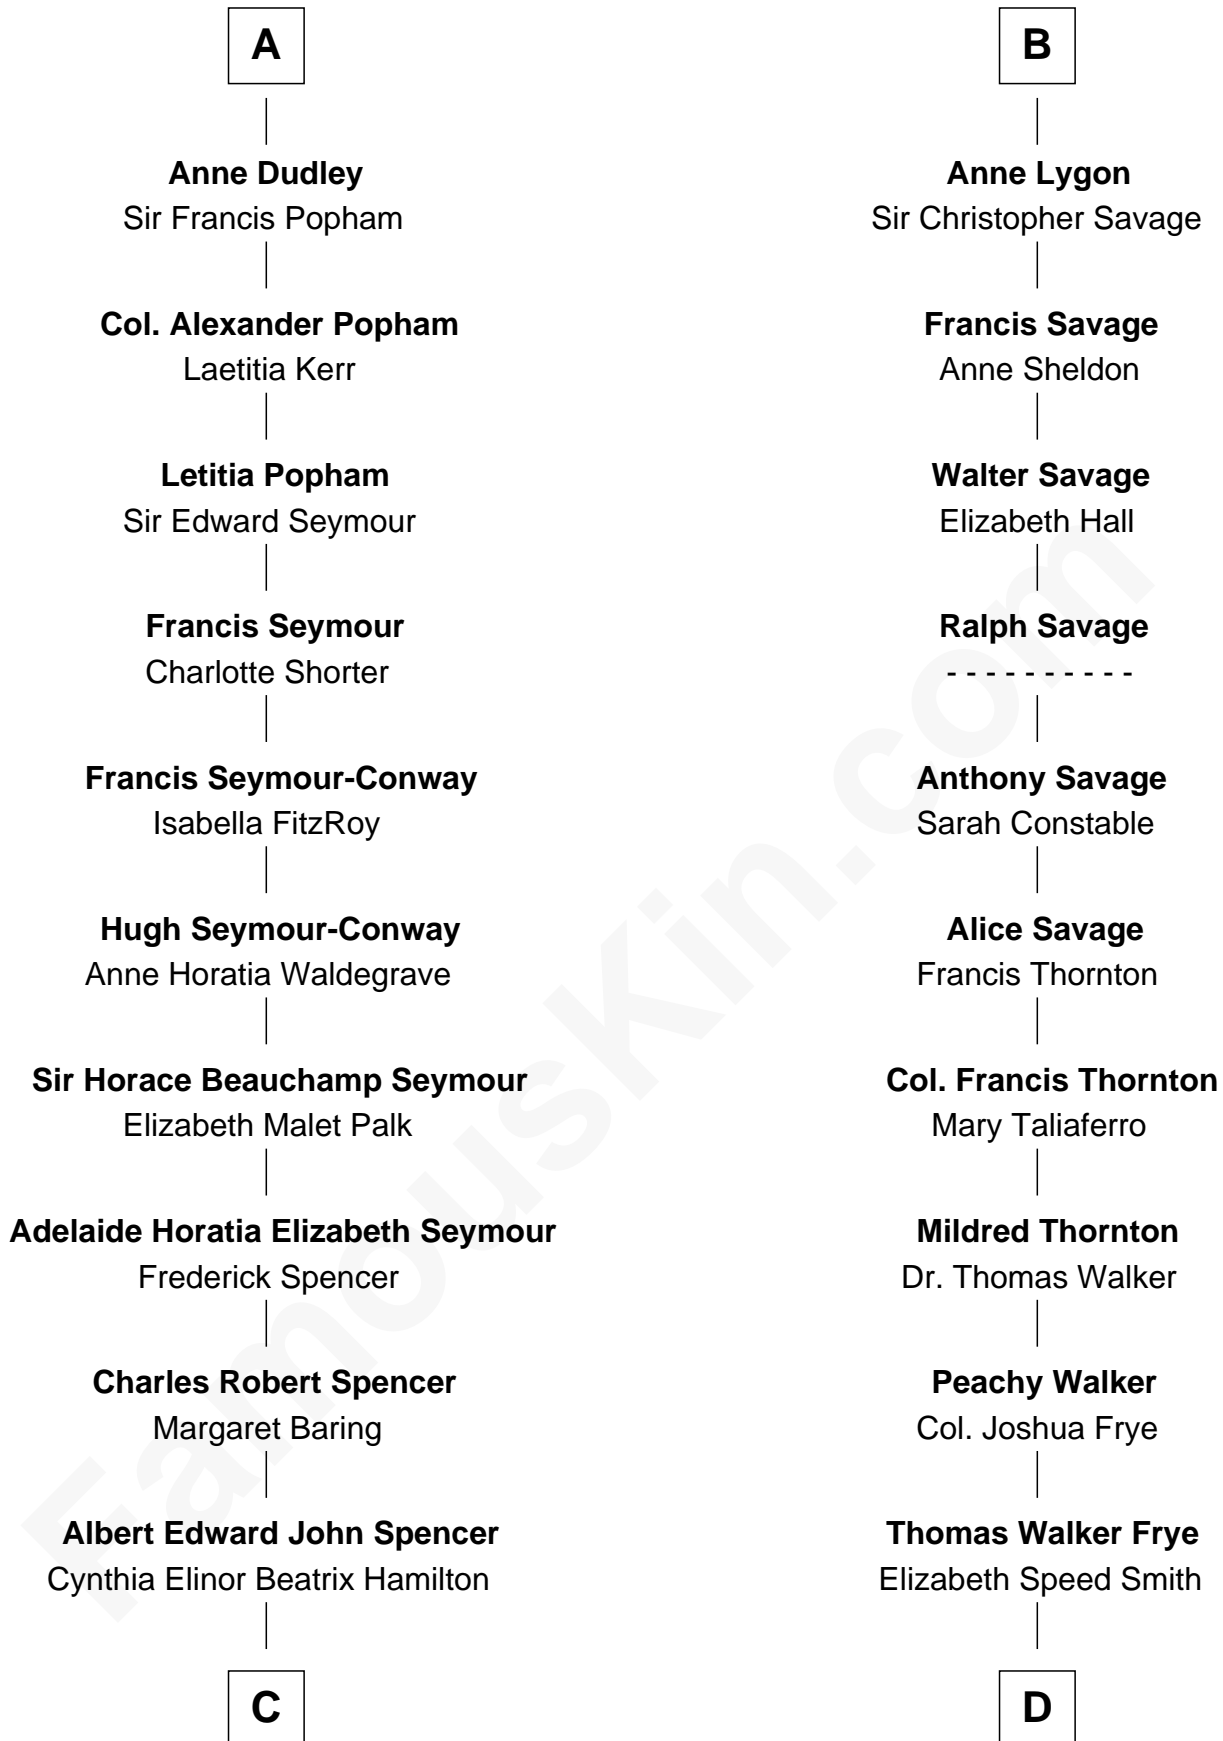 A
Anne Dudley
Sir Francis Popham
Col. Alexander Popham
Laetitia Kerr
Letitia Popham
Sir Edward Seymour
Francis Seymour
Charlotte Shorter
Francis Seymour-Conway
Isabella FitzRoy
Hugh Seymour-Conway
Anne Horatia Waldegrave
Sir Horace Beauchamp Seymour
Elizabeth Malet Palk
Adelaide Horatia Elizabeth Seymour
Frederick Spencer
Charles Robert Spencer
Margaret Baring
Albert Edward John Spencer
Cynthia Elinor Beatrix Hamilton
C
B
Anne Lygon
Sir Christopher Savage
Francis Savage
Anne Sheldon
Walter Savage
Elizabeth Hall
Ralph Savage
- - - - - - - - - -
Anthony Savage
Sarah Constable
Alice Savage
Francis Thornton
Col. Francis Thornton
Mary Taliaferro
Mildred Thornton
Dr. Thomas Walker
Peachy Walker
Col. Joshua Frye
Thomas Walker Frye
Elizabeth Speed Smith
D
FamousKin.com